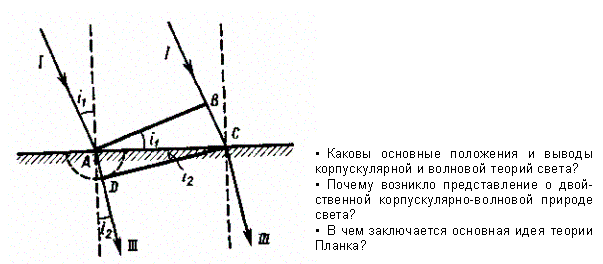 I
I
i₁
B
i₁
C
A
D
i₂
i₂
III
III
• Каковы основные положения и выводы
корпускулярной и волновой теорий света?
• Почему возникло представление о двой-
ственной корпускулярно-волновой природе
света?
• В чем заключается основная идея теории
Планка?